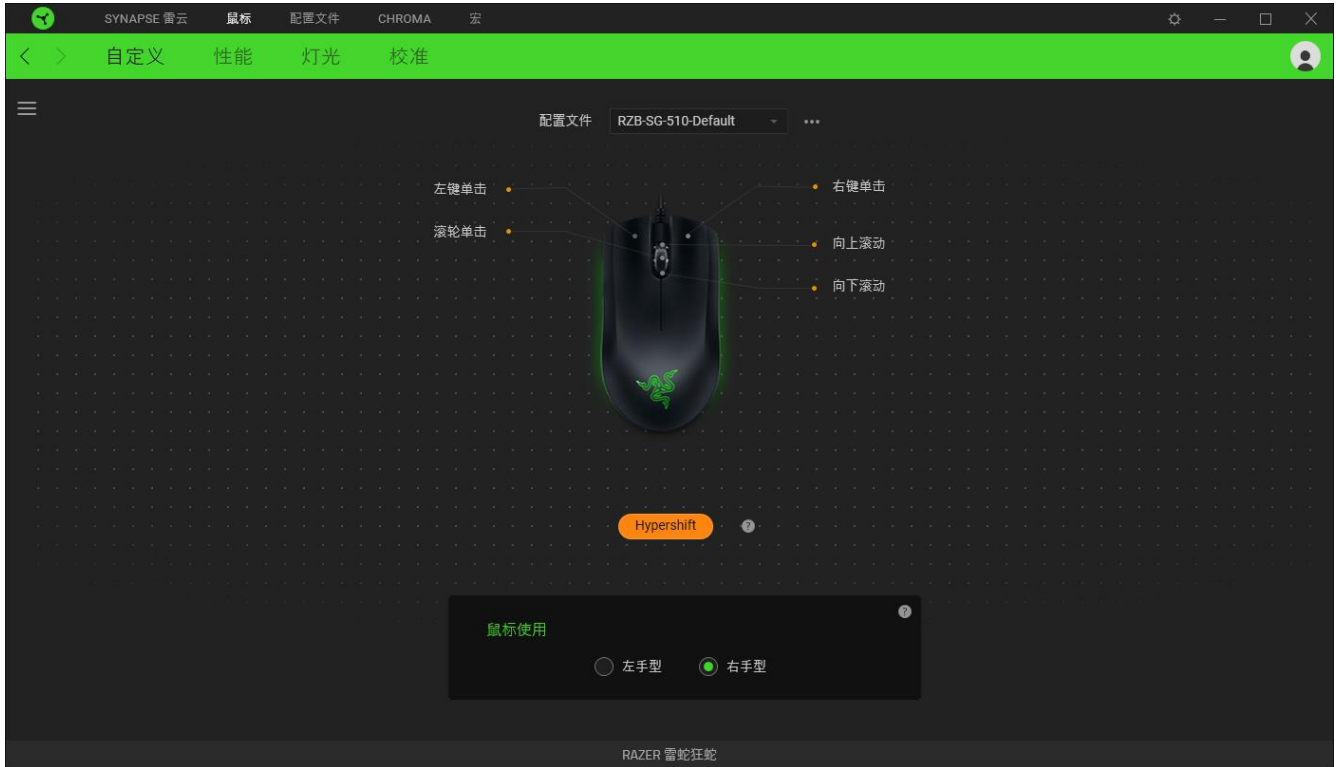 SYNAPSE 雷云 鼠标 配置文件 CHROMA 宏
自定义 性能 灯光 校准
配置文件 RZB-SG-510-Default
左键单击 右键单击
滚轮单击 向上滚动
向下滚动
Hypershift ?
?
鼠标使用
左手型 右手型
RAZER 雷蛇狂蛇